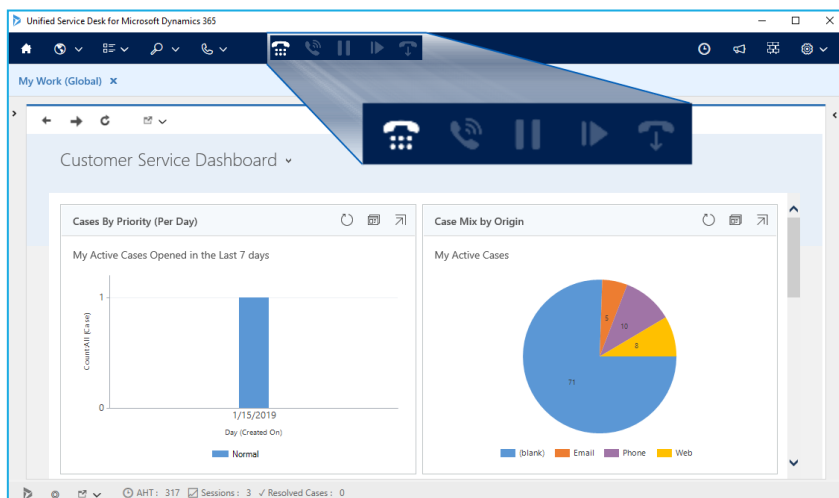 Unified Service Desk for Microsoft Dynamics 365
My Work (Global) ×
Customer Service Dashboard
Cases By Priority (Per Day)
My Active Cases Opened in the Last 7 days
1
0
Count:All (Case)
1/15/2019
Day (Created On)
Normal
Case Mix by Origin
My Active Cases
5
10
8
71
(blank) Email Phone Web
AHT : 317 Sessions : 3 ✓ Resolved Cases : 0